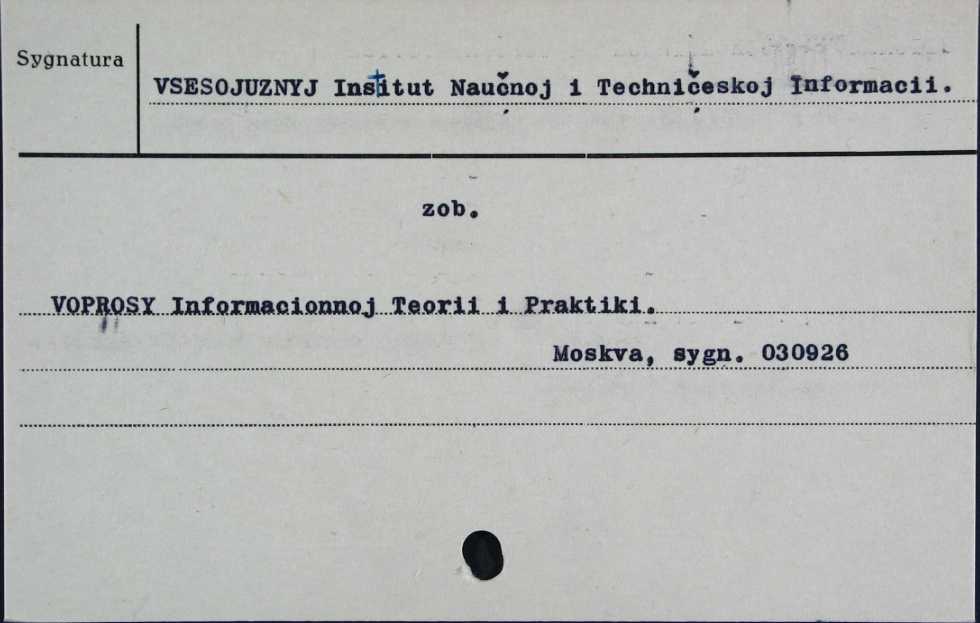 Sygnatura
VSESOJUZNYJ Institut Naučnoj i Techničeskoj Informacii.
zob.
VOPROSY Informacionnoj Teorii i Praktiki.
Moskva, sygn. 030926